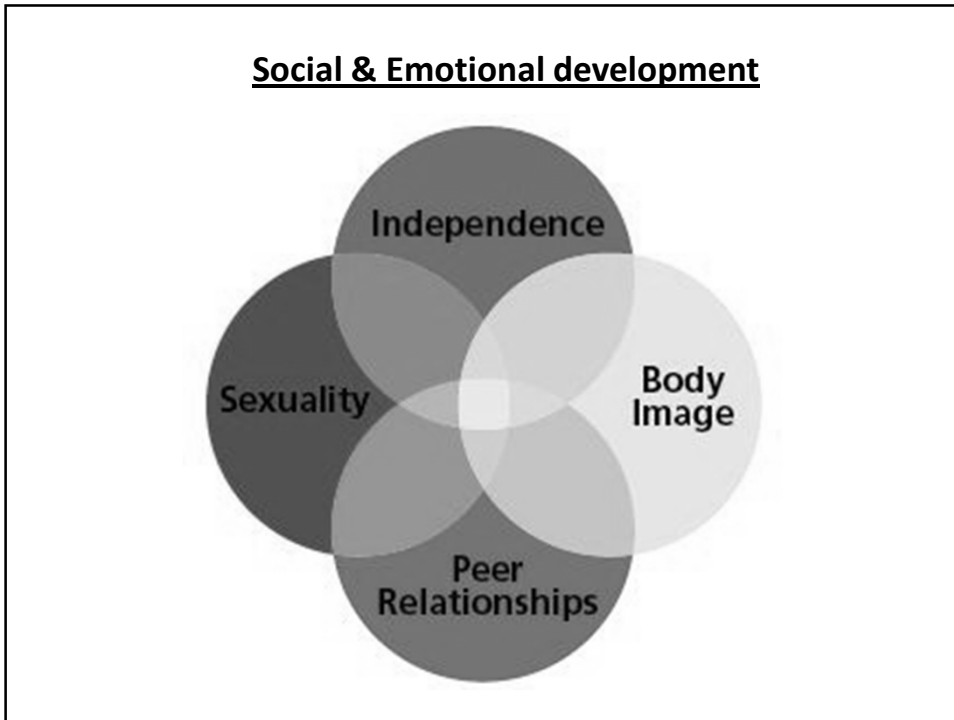 Social & Emotional development
Independence
Sexuality
Body
Image
Peer
Relationships